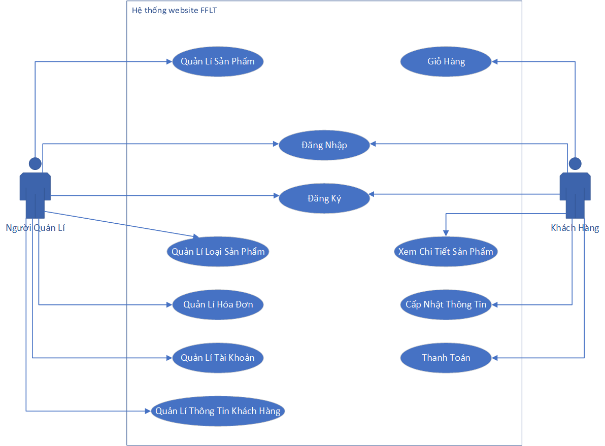 Hệ thống website FFLT
Quản Lí Sản Phẩm
Giỏ Hàng
Đăng Nhập
Đăng Ký
Người Quản Lí
Khách Hàng
Quản Lí Loại Sản Phẩm
Xem Chi Tiết Sản Phẩm
Quản Lí Hóa Đơn
Cấp Nhật Thông Tin
Quản Lí Tài Khoản
Thanh Toán
Quản Lí Thông Tin Khách Hàng